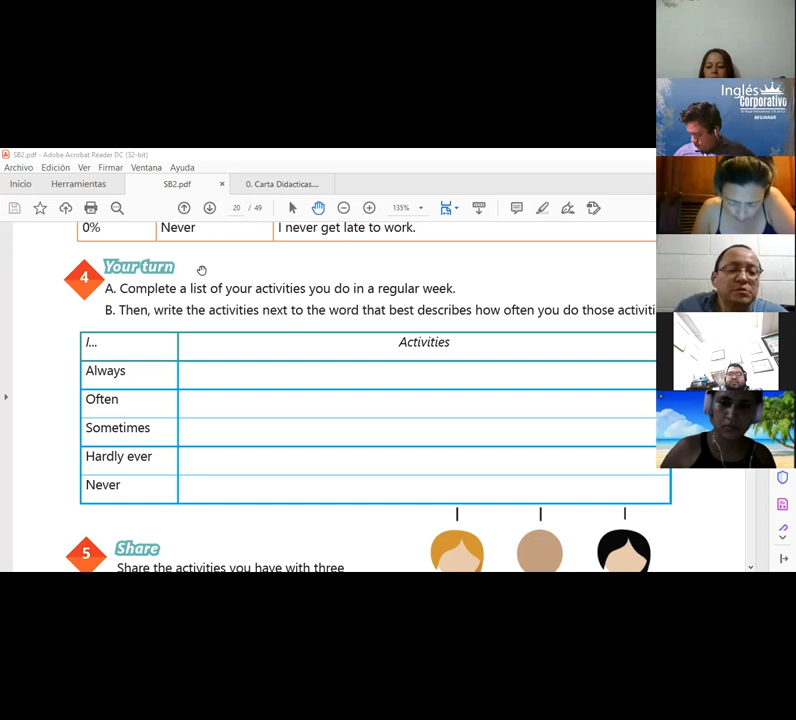 SB2.pdf - Adobe Acrobat Reader DC (32-bit)
Archivo Edición Ver Firmar Ventana Ayuda
Inicio Herramientas SB2.pdf × 0. Carta Didacticas....
20 / 49 135%
0% Never I never get late to work.
4 Your turn
A. Complete a list of your activities you do in a regular week.
B. Then, write the activities next to the word that best describes how often you do those activiti
I... Activities
Always
Often
Sometimes
Hardly ever
Never
5 Share
Share the activities you have with three
Inglés
Corporativo
BEGINNER